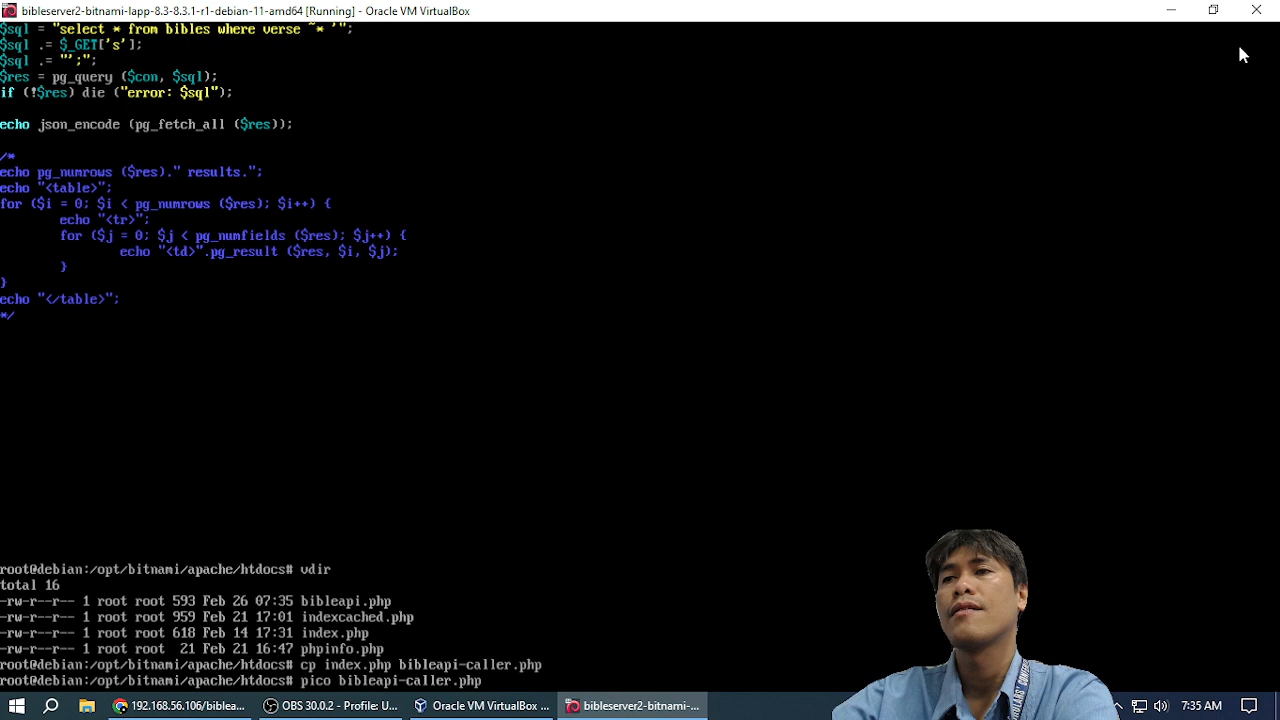 bibleserver2-bitnami-lapp-8.3-8.3.1-r1-debian-11-amd64 [Running] - Oracle VM VirtualBox
$sql = "select * from bibles where verse ~* '";
$sql .= $_GET['s'];
$sql .= "';";
$res = pg_query ($con, $sql);
if (!$res) die ("error: $sql");
echo json_encode (pg_fetch_all ($res));
/*
echo pg_numrows ($res)." results.";
echo "<table>";
for ($i = 0; $i < pg_numrows ($res); $i++) {
echo "<tr>";
for ($j = 0; $j < pg_numfields ($res); $j++) {
echo "<td>".pg_result ($res, $i, $j);
}
}
echo "</table>";
*/
root@debian:/opt/bitnami/apache/htdocs# vdir
total 16
-rw-r--r-- 1 root root 593 Feb 26 07:35 bibleapi.php
-rw-r--r-- 1 root root 959 Feb 21 17:01 indexcached.php
-rw-r--r-- 1 root root 618 Feb 14 17:31 index.php
-rw-r--r-- 1 root root  21 Feb 21 16:47 phpinfo.php
root@debian:/opt/bitnami/apache/htdocs# cp index.php bibleapi-caller.php
root@debian:/opt/bitnami/apache/htdocs# pico bibleapi-caller.php
192.168.56.106/biblea... OBS 30.0.2 - Profile: U... Oracle VM VirtualBox ... bibleserver2-bitnami-... 7:35 AM